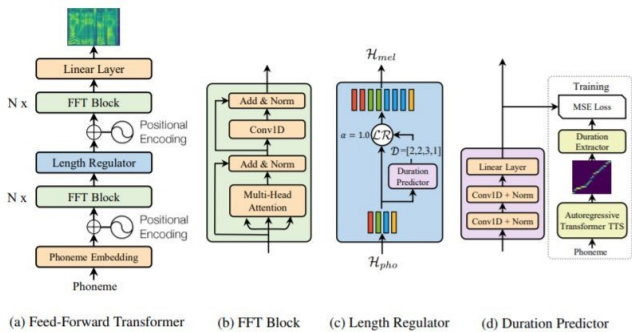 Linear Layer
N x
FFT Block
Positional
Encoding
Length Regulator
N x
FFT Block
Positional
Encoding
Phoneme Embedding
Phoneme
(a) Feed-Forward Transformer
Add & Norm
Conv1D
Add & Norm
Multi-Head
Attention
(b) FFT Block
ℋmel
α = 1.0
ℒℛ
𝒟=[2,2,3,1]
Duration
Predictor
ℋpho
(c) Length Regulator
Linear Layer
Conv1D + Norm
Conv1D + Norm
Training
MSE Loss
Duration
Extractor
Autoregressive
Transformer TTS
Phoneme
(d) Duration Predictor